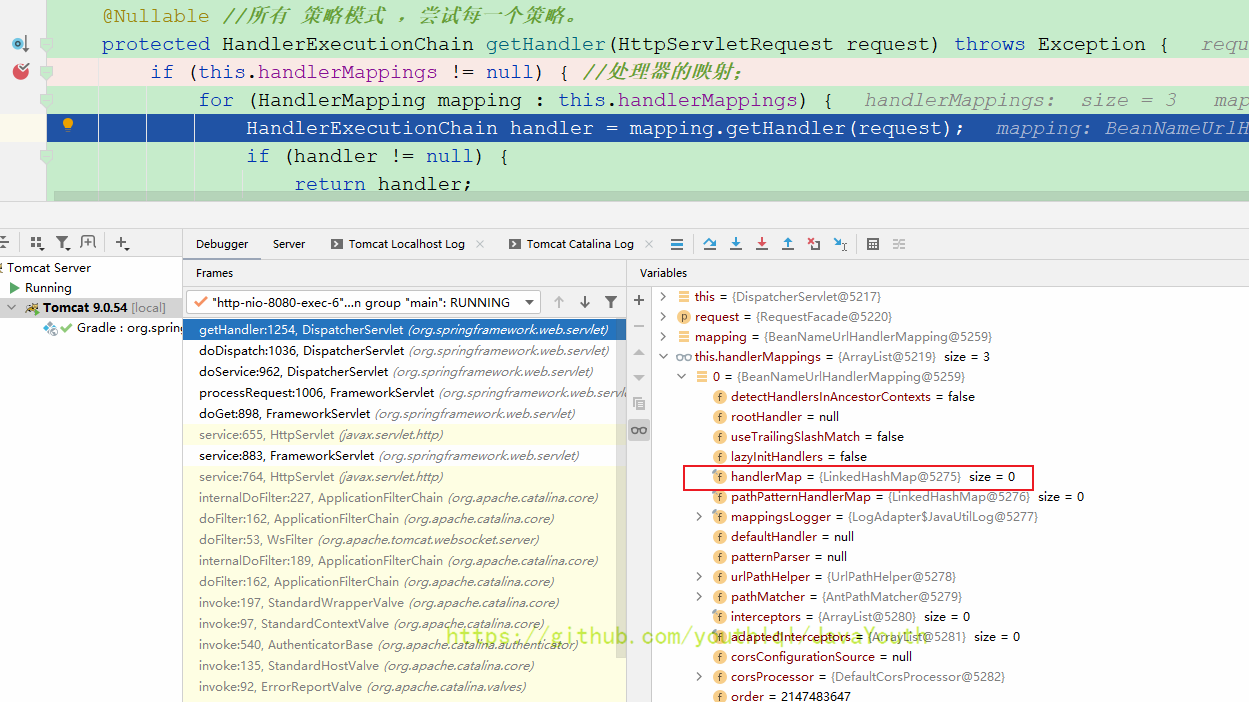 @Nullable //所有 策略模式 ，尝试每一个策略。
protected HandlerExecutionChain getHandler(HttpServletRequest request) throws Exception {   requ
if (this.handlerMappings != null) { //处理器的映射；
for (HandlerMapping mapping : this.handlerMappings) {   handlerMappings:  size = 3   map
HandlerExecutionChain handler = mapping.getHandler(request);   mapping: BeanNameUrlH
if (handler != null) {
return handler;
Debugger Server Tomcat Localhost Log Tomcat Catalina Log
Tomcat Server
Running
Tomcat 9.0.54 [local]
Gradle : org.spring
Frames
"http-nio-8080-exec-6"...n group "main": RUNNING
getHandler:1254, DispatcherServlet (org.springframework.web.servlet)
doDispatch:1036, DispatcherServlet (org.springframework.web.servlet)
doService:962, DispatcherServlet (org.springframework.web.servlet)
processRequest:1006, FrameworkServlet (org.springframework.web.servle
doGet:898, FrameworkServlet (org.springframework.web.servlet)
service:655, HttpServlet (javax.servlet.http)
service:883, FrameworkServlet (org.springframework.web.servlet)
service:764, HttpServlet (javax.servlet.http)
internalDoFilter:227, ApplicationFilterChain (org.apache.catalina.core)
doFilter:162, ApplicationFilterChain (org.apache.catalina.core)
doFilter:53, WsFilter (org.apache.tomcat.websocket.server)
internalDoFilter:189, ApplicationFilterChain (org.apache.catalina.core)
doFilter:162, ApplicationFilterChain (org.apache.catalina.core)
invoke:197, StandardWrapperValve (org.apache.catalina.core)
invoke:97, StandardContextValve (org.apache.catalina.core)
invoke:540, AuthenticatorBase (org.apache.catalina.authenticator)
invoke:135, StandardHostValve (org.apache.catalina.core)
invoke:92, ErrorReportValve (org.apache.catalina.valves)
Variables
this = {DispatcherServlet@5217}
request = {RequestFacade@5220}
mapping = {BeanNameUrlHandlerMapping@5259}
this.handlerMappings = {ArrayList@5219} size = 3
0 = {BeanNameUrlHandlerMapping@5259}
detectHandlersInAncestorContexts = false
rootHandler = null
useTrailingSlashMatch = false
lazyInitHandlers = false
handlerMap = {LinkedHashMap@5275} size = 0
pathPatternHandlerMap = {LinkedHashMap@5276} size = 0
mappingsLogger = {LogAdapter$JavaUtilLog@5277}
defaultHandler = null
patternParser = null
urlPathHelper = {UrlPathHelper@5278}
pathMatcher = {AntPathMatcher@5279}
interceptors = {ArrayList@5280} size = 0
adaptedInterceptors = {ArrayList@5281} size = 0
corsConfigurationSource = null
corsProcessor = {DefaultCorsProcessor@5282}
order = 2147483647
https://github.com/youthlql/JavaYouth